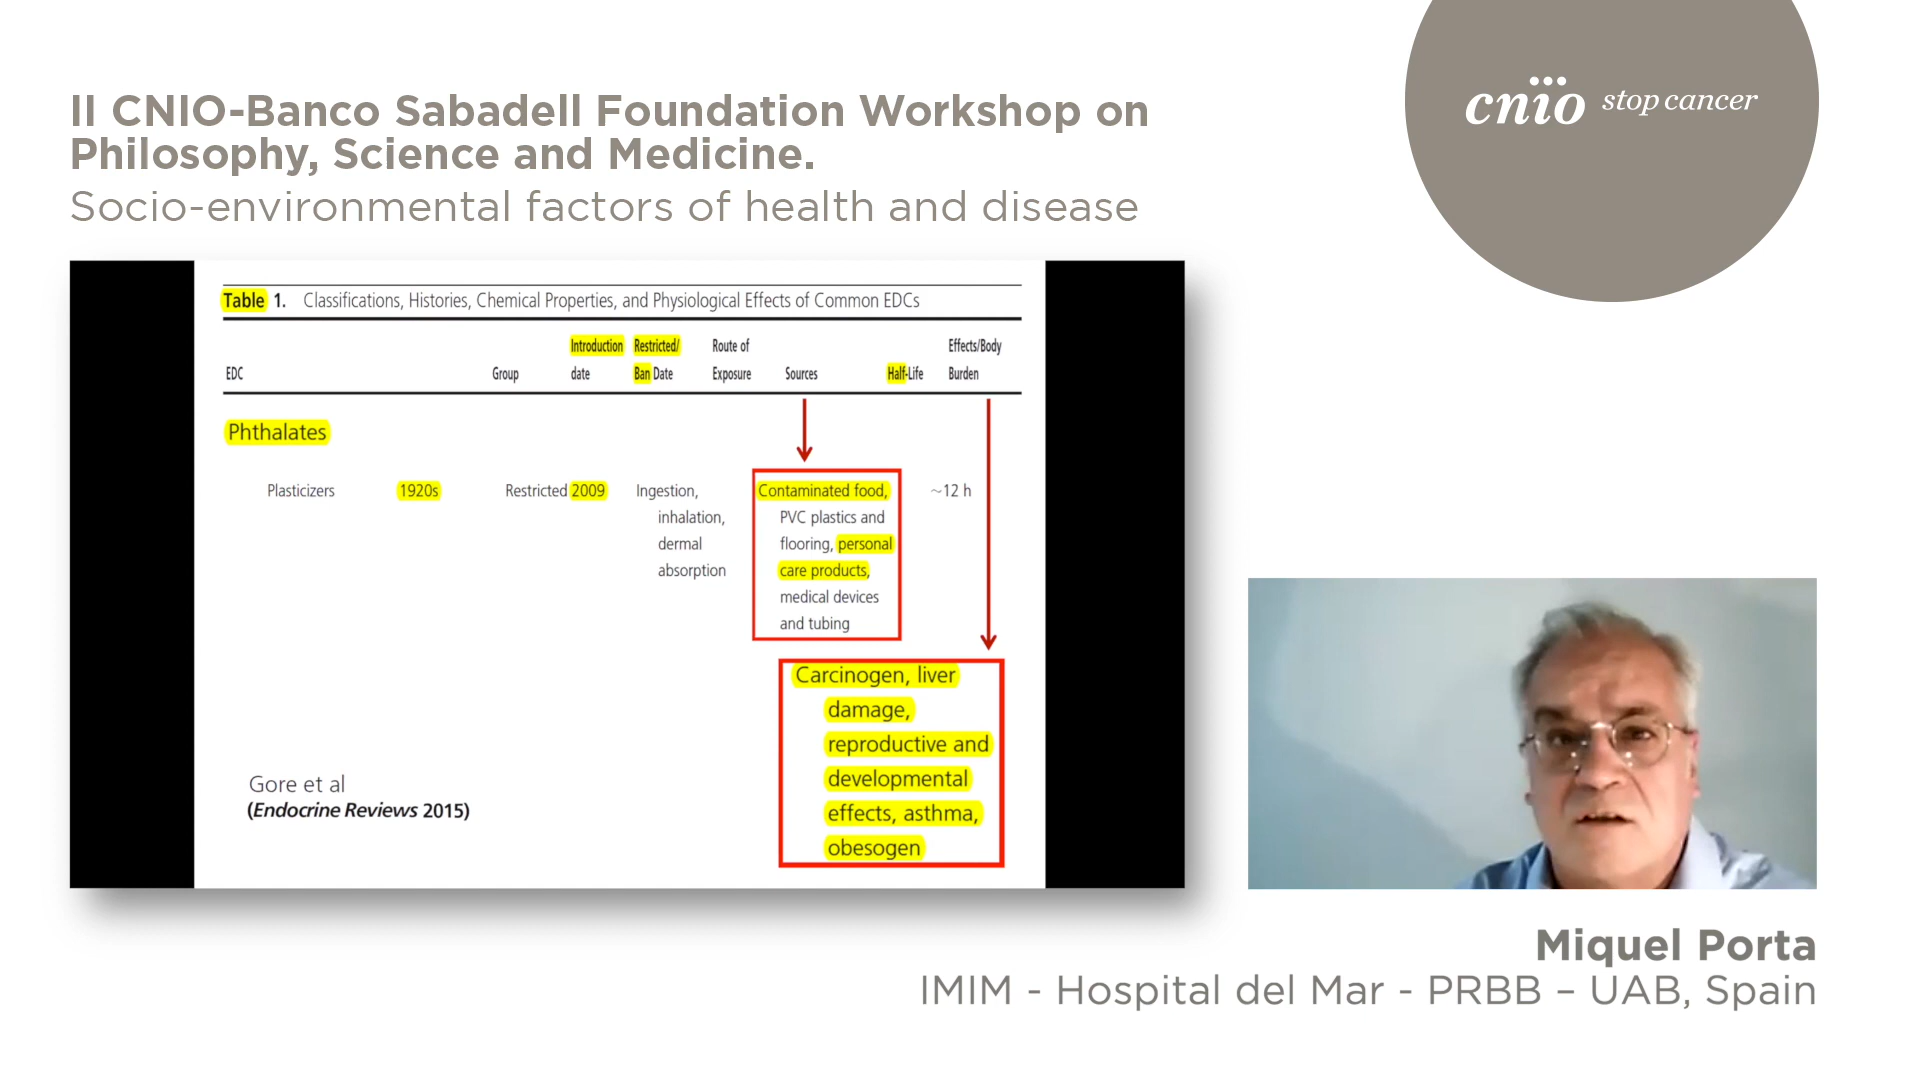 II CNIO-Banco Sabadell Foundation Workshop on
Philosophy, Science and Medicine.
Socio-environmental factors of health and disease
cnio stop cancer
Table 1. Classifications, Histories, Chemical Properties, and Physiological Effects of Common EDCs
EDC
Group
Introduction
date
Restricted/
Ban Date
Route of
Exposure
Sources
Half-Life
Effects/Body
Burden
Phthalates
Plasticizers
1920s
Restricted 2009
Ingestion,
inhalation,
dermal
absorption
Contaminated food,
PVC plastics and
flooring, personal
care products,
medical devices
and tubing
~12 h
Carcinogen, liver
damage,
reproductive and
developmental
effects, asthma,
obesogen
Gore et al
(Endocrine Reviews 2015)
Miquel Porta
IMIM - Hospital del Mar - PRBB – UAB, Spain